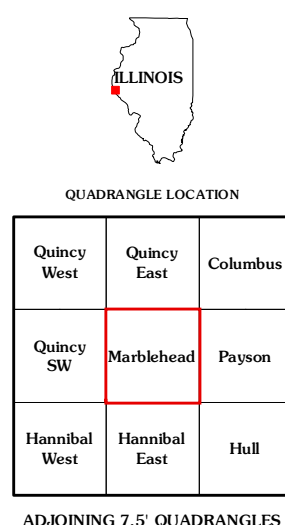 ILLINOIS
QUADRANGLE LOCATION
Quincy
West
Quincy
East
Columbus
Quincy
SW
Marblehead
Payson
Hannibal
West
Hannibal
East
Hull
ADJOINING 7.5' QUADRANGLES